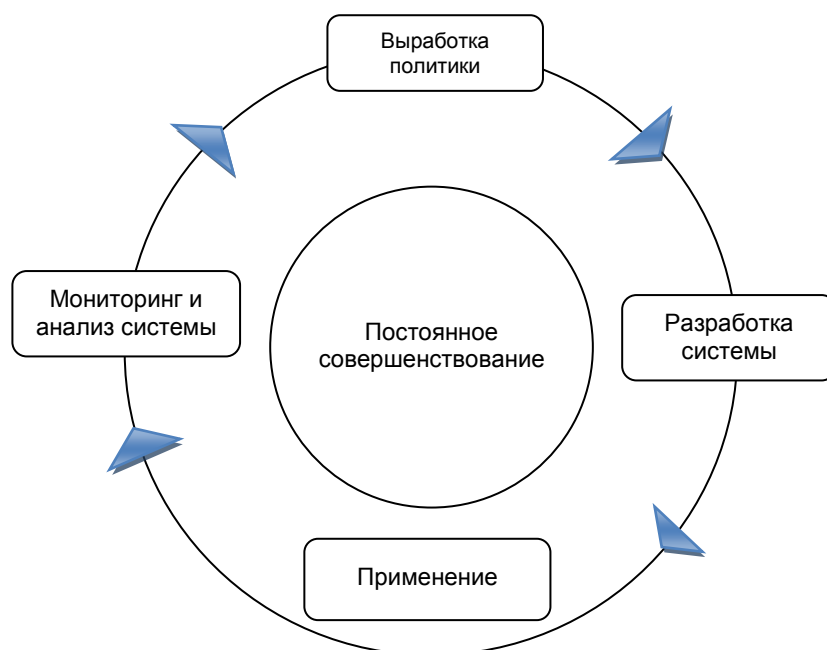 Выработка
политики
Мониторинг и
анализ системы
Постоянное
совершенствование
Разработка
системы
Применение